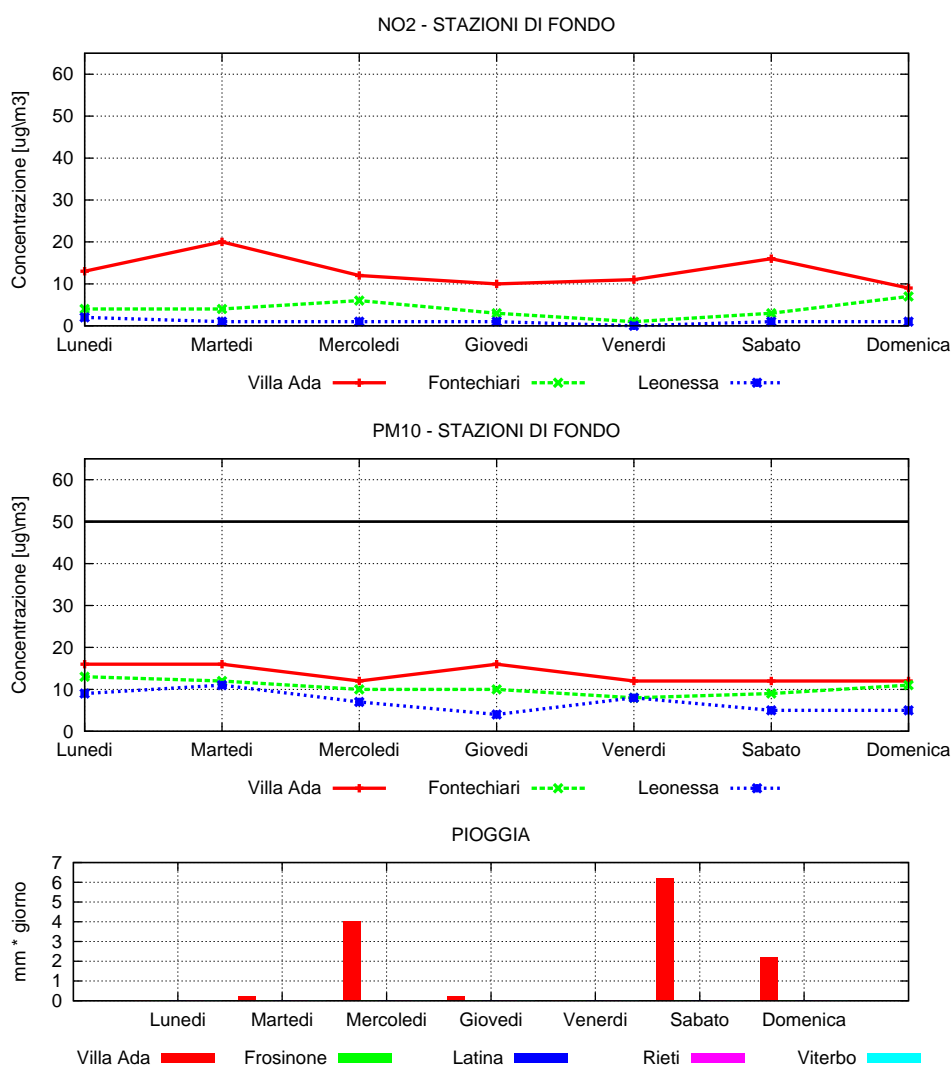 NO2 - STAZIONI DI FONDO
Concentrazione [ug\m3]
60
50
40
30
20
10
0
Lunedi Martedi Mercoledi Giovedi Venerdi Sabato Domenica
Villa Ada Fontechiari Leonessa
PM10 - STAZIONI DI FONDO
Concentrazione [ug\m3]
60
50
40
30
20
10
0
Lunedi Martedi Mercoledi Giovedi Venerdi Sabato Domenica
Villa Ada Fontechiari Leonessa
PIOGGIA
mm * giorno
7
6
5
4
3
2
1
0
Lunedi Martedi Mercoledi Giovedi Venerdi Sabato Domenica
Villa Ada Frosinone Latina Rieti Viterbo